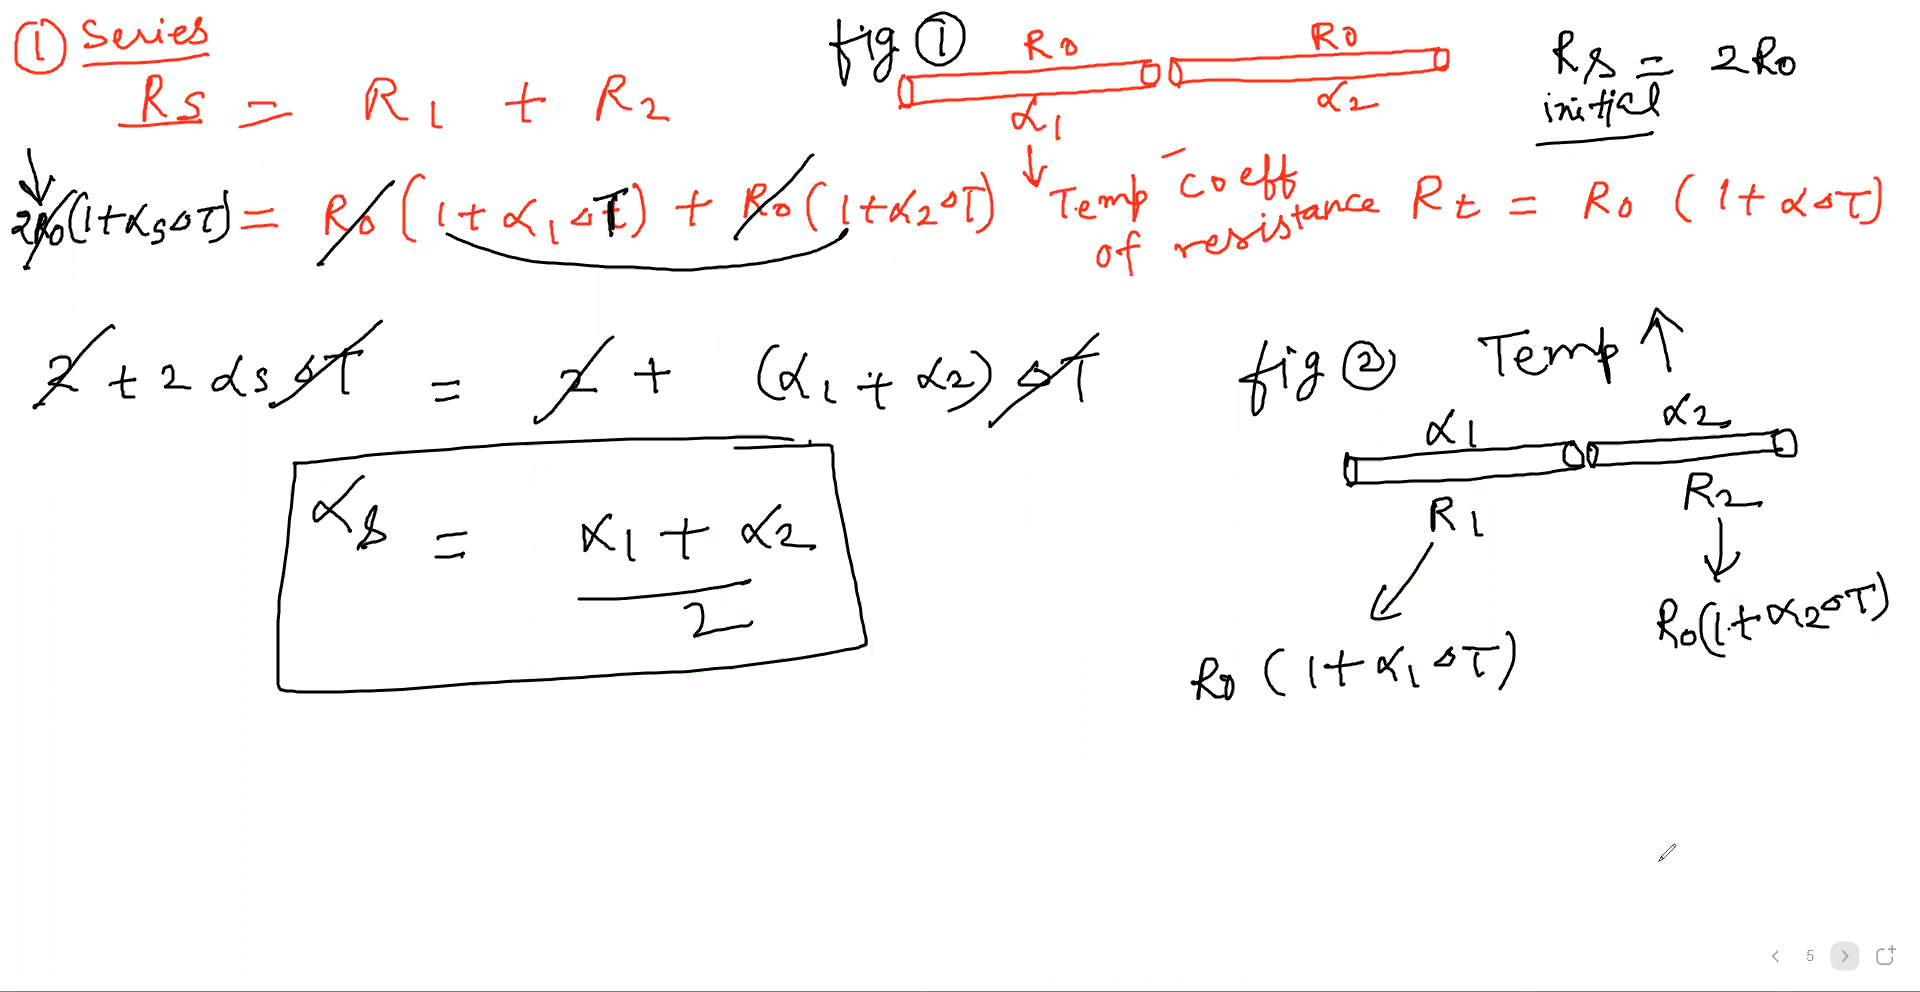 ① Series
Rs = R1 + R2
2R0(1+αsΔT) = R0(1+α1ΔT) + R0(1+α2ΔT)
2 + 2αsΔT = 2 + (α1+α2)ΔT
αs = α1 + α2
2
fig ①
R0 R0
α1 α2
Rs = 2R0
initial
Temp coeff
of resistance Rt = R0 (1+αΔT)
fig ② Temp ↑
α1 α2
R1 R2
R0(1+α2ΔT)
R0 (1+α1ΔT)
5